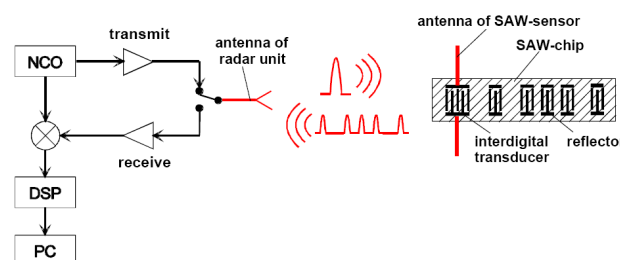 NCO
transmit
antenna of
radar unit
receive
DSP
PC
antenna of SAW-sensor
SAW-chip
interdigital
transducer
reflecto